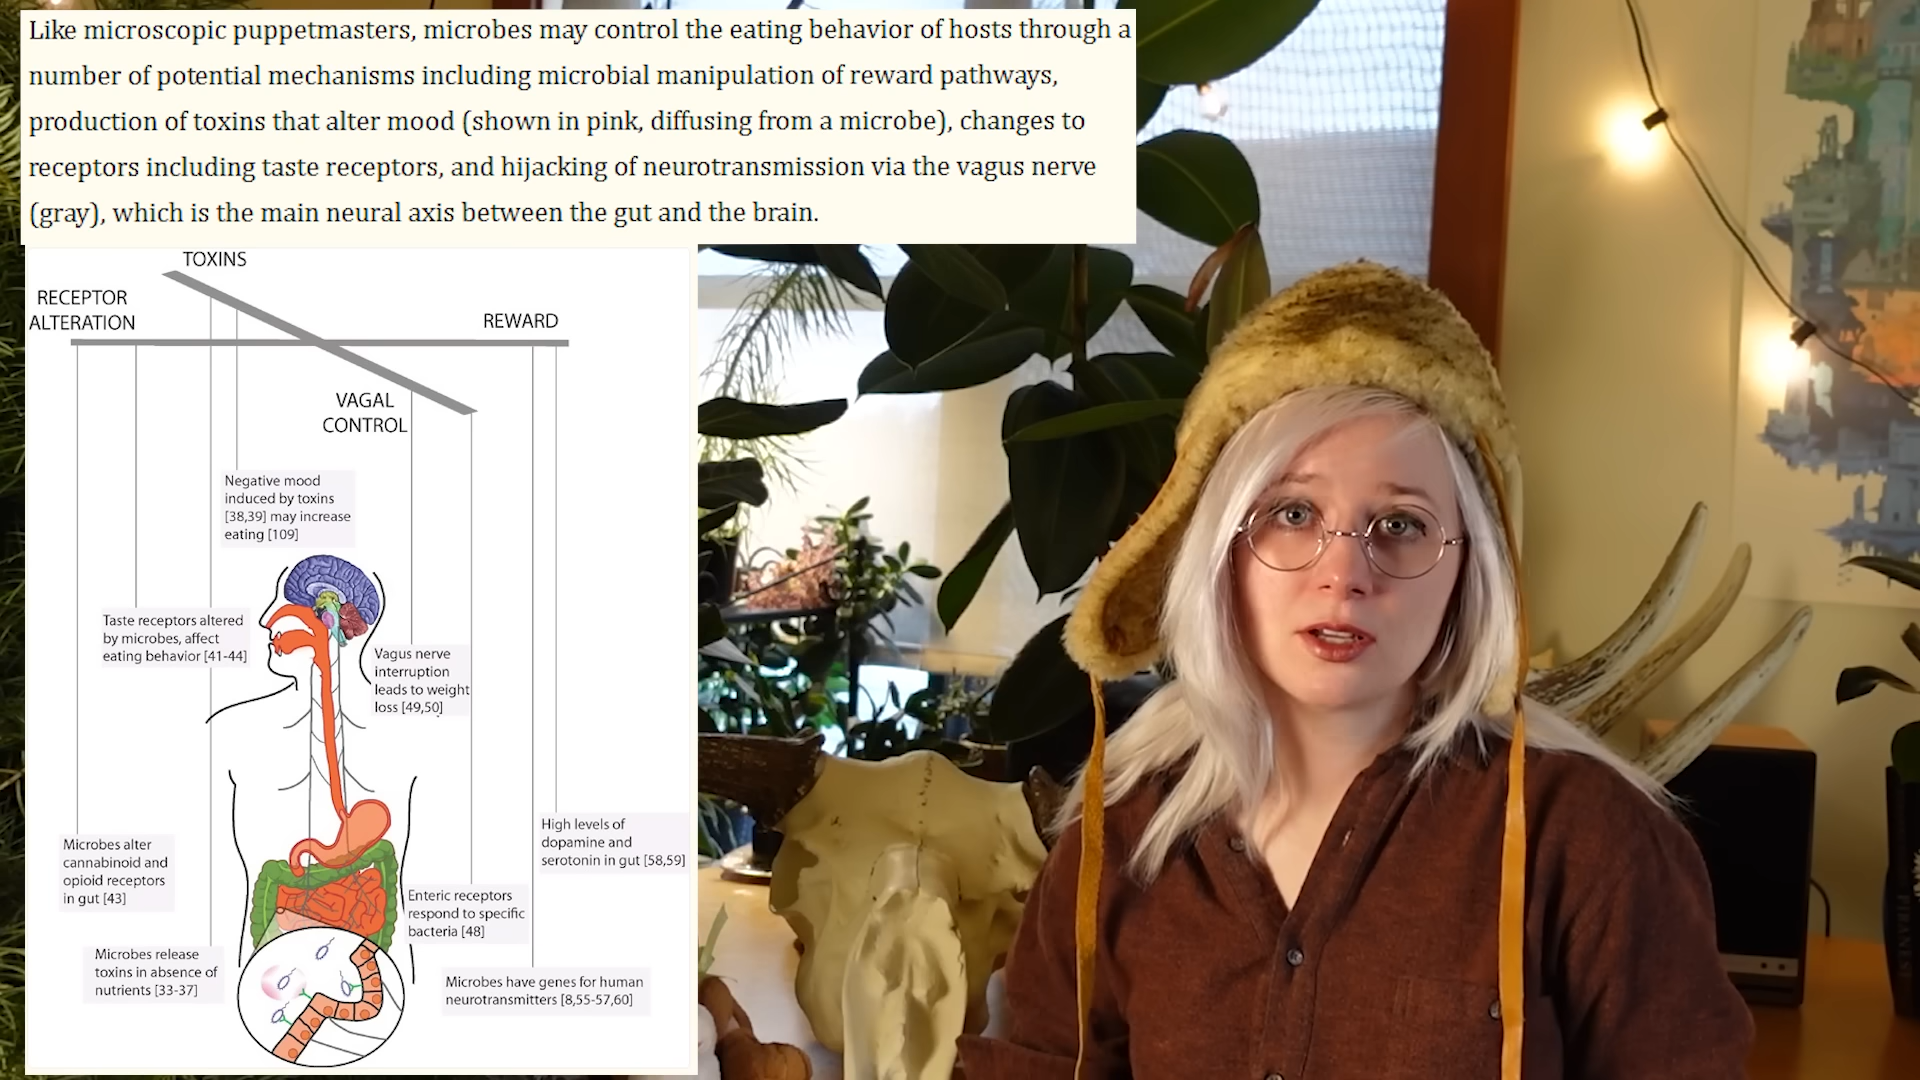 Like microscopic puppetmasters, microbes may control the eating behavior of hosts through a
number of potential mechanisms including microbial manipulation of reward pathways,
production of toxins that alter mood (shown in pink, diffusing from a microbe), changes to
receptors including taste receptors, and hijacking of neurotransmission via the vagus nerve
(gray), which is the main neural axis between the gut and the brain.
TOXINS
RECEPTOR
ALTERATION
REWARD
VAGAL
CONTROL
Negative mood
induced by toxins
[38,39] may increase
eating [109]
Taste receptors altered
by microbes, affect
eating behavior [41-44]
Vagus nerve
interruption
leads to weight
loss [49,50]
Microbes alter
cannabinoid and
opioid receptors
in gut [43]
High levels of
dopamine and
serotonin in gut [58,59]
Enteric receptors
respond to specific
bacteria [48]
Microbes release
toxins in absence of
nutrients [33-37]
Microbes have genes for human
neurotransmitters [8,55-57,60]